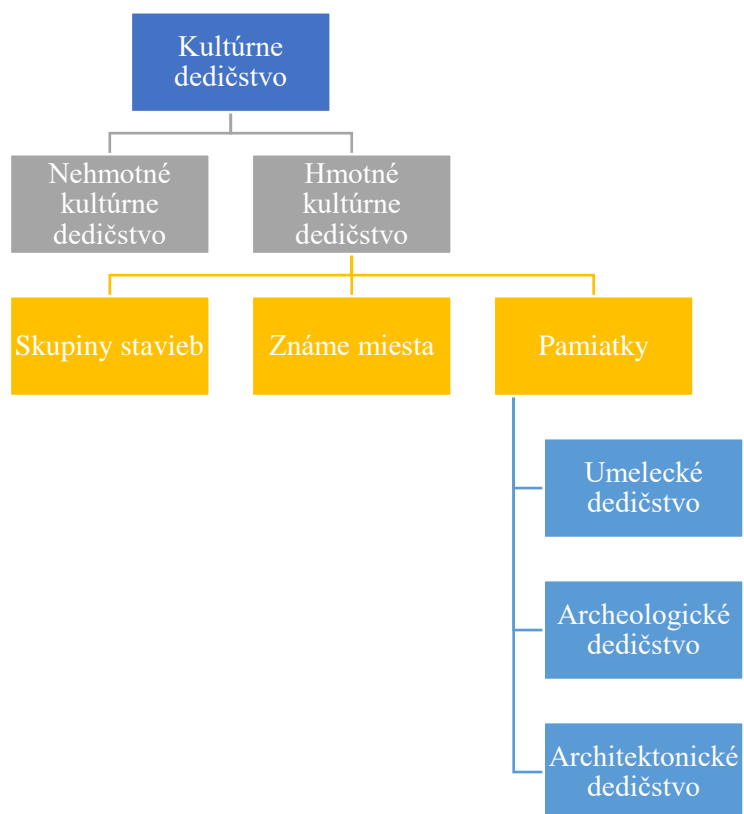 Kultúrne
dedičstvo
Nehmotné
kultúrne
dedičstvo
Hmotné
kultúrne
dedičstvo
Skupiny stavieb
Známe miesta
Pamiatky
Umelecké
dedičstvo
Archeologické
dedičstvo
Architektonické
dedičstvo